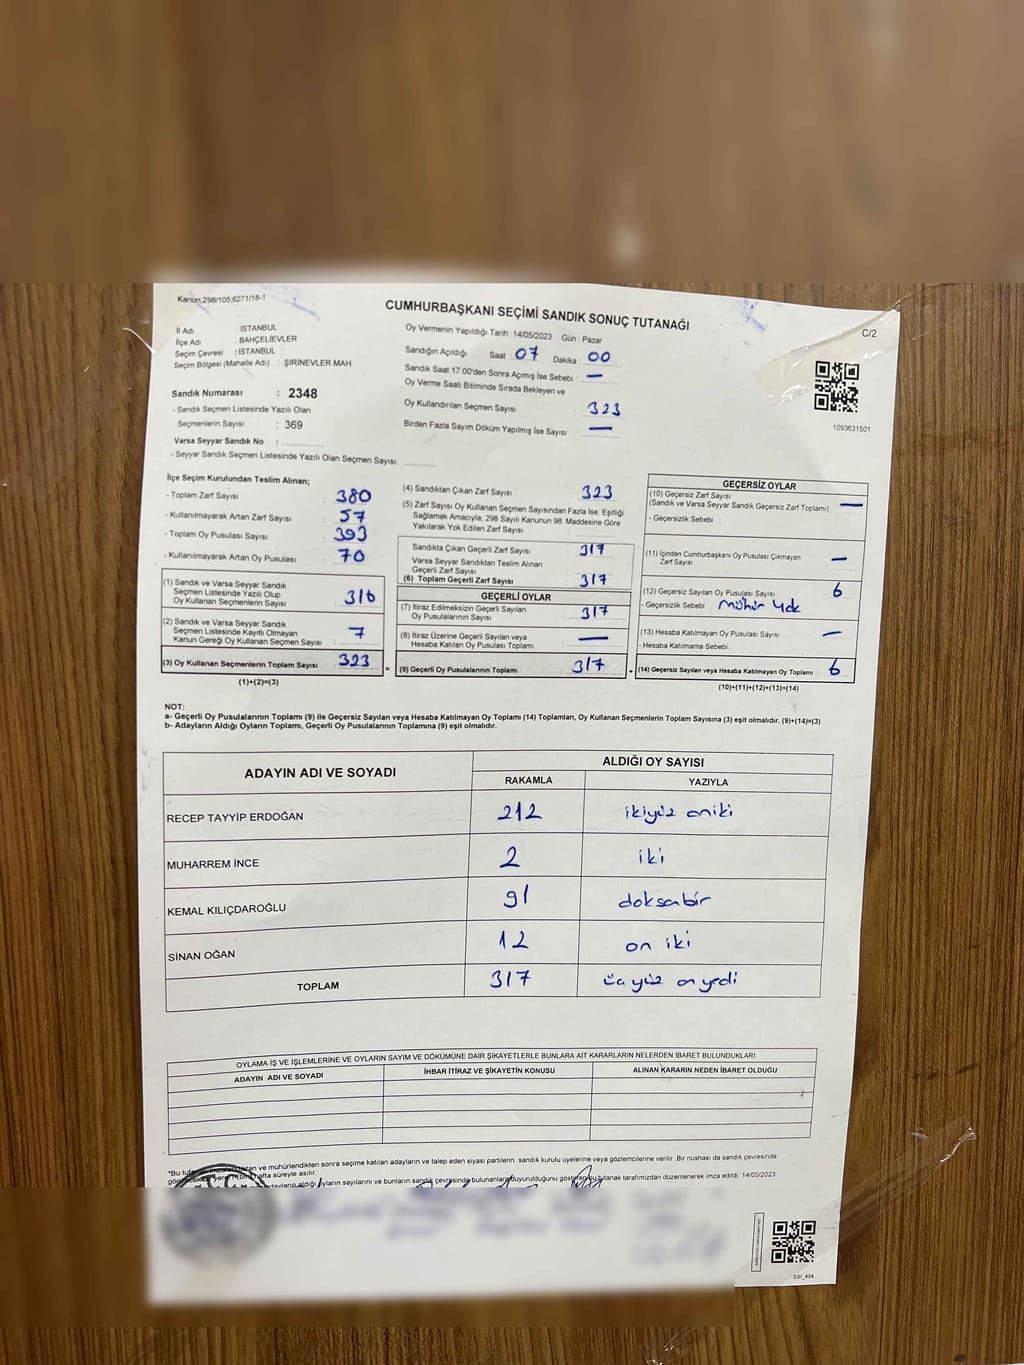 Kanun:298/105;6271/18-1
CUMHURBAŞKANI SEÇİMİ SANDIK SONUÇ TUTANAĞI
C/2
İl Adı : İSTANBUL
İlçe Adı : BAHÇELİEVLER
Seçim Çevresi : İSTANBUL
Seçim Bölgesi (Mahalle Adı) : ŞİRİNEVLER MAH.
Sandık Numarası : 2348
- Sandık Seçmen Listesinde Yazılı Olan
Seçmenlerin Sayısı : 369
Varsa Seyyar Sandık No :
- Seyyar Sandık Seçmen Listesinde Yazılı Olan Seçmen Sayısı:
Oy Vermenin Yapıldığı Tarih :14/05/2023 Gün : Pazar
Sandığın Açıldığı Saat : 07 Dakika : 00
Sandık Saat 17.00'den Sonra Açımış İse Sebebi : —
Oy Verme Saati Bitiminde Sırada Bekleyen ve
Oy Kullandırılan Seçmen Sayısı : 323
Birden Fazla Sayım Döküm Yapılmış İse Sayısı : —
1093631501
İlçe Seçim Kurulundan Teslim Alınan;
- Toplam Zarf Sayısı : 380
- Kullanılmayarak Artan Zarf Sayısı : 57
- Toplam Oy Pusulası Sayısı : 393
- Kullanılmayarak Artan Oy Pusulası : 70
(1) Sandık ve Varsa Seyyar Sandık
Seçmen Listesinde Yazılı Olup
Oy Kullanan Seçmenlerin Sayısı : 316
(2) Sandık ve Varsa Seyyar Sandık
Seçmen Listesinde Kayıtlı Olmayan
Kanun Gereği Oy Kullanan Seçmen Sayısı : 7
(3) Oy Kullanan Seçmenlerin Toplam Sayısı : 323
(1)+(2)=(3)
(4) Sandıktan Çıkan Zarf Sayısı : 323
(5) Zarf Sayısı Oy Kullanan Seçmen Sayısından Fazla İse, Eşitliği
Sağlamak Amacıyla; 298 Sayılı Kanunun 98. Maddesine Göre
Yakılarak Yok Edilen Zarf Sayısı :
Sandıkta Çıkan Geçerli Zarf Sayısı : 317
Varsa Seyyar Sandıktan Teslim Alınan
Geçerli Zarf Sayısı
(6) Toplam Geçerli Zarf Sayısı : 317
GEÇERLİ OYLAR
(7) İtiraz Edilmeksizin Geçerli Sayılan
Oy Pusulalarının Sayısı : 317
(8) İtiraz Üzerine Geçerli Sayılan veya
Hesaba Katılan Oy Pusulası Toplamı : —
= (9) Geçerli Oy Pusulalarının Toplamı : 317
GEÇERSİZ OYLAR
(10) Geçersiz Zarf Sayısı
(Sandık ve Varsa Seyyar Sandık Geçersiz Zarf Toplamı) : —
- Geçersizlik Sebebi :
(11) İçinden Cumhurbaşkanı Oy Pusulası Çıkmayan
Zarf Sayısı : —
(12) Geçersiz Sayılan Oy Pusulası Sayısı : 6
- Geçersizlik Sebebi : mühür yok
(13) Hesaba Katılmayan Oy Pusulası Sayısı : —
- Hesaba Katılmama Sebebi :
+ (14) Geçersiz Sayılan veya Hesaba Katılmayan Oy Toplamı : 6
(10)+(11)+(12)+(13)=(14)
NOT:
a- Geçerli Oy Pusulalarının Toplamı (9) ile Geçersiz Sayılan veya Hesaba Katılmayan Oy Toplamı (14) Toplamları, Oy Kullanan Seçmenlerin Toplam Sayısına (3) eşit olmalıdır. (9)+(14)=(3)
b- Adayların Aldığı Oyların Toplamı, Geçerli Oy Pusulalarının Toplamına (9) eşit olmalıdır.
ADAYIN ADI VE SOYADI
ALDIĞI OY SAYISI
RAKAMLA YAZIYLA
RECEP TAYYİP ERDOĞAN 212 ikiyüz oniki
MUHARREM İNCE 2 iki
KEMAL KILIÇDAROĞLU 91 doksabir
SİNAN OĞAN 12 on iki
TOPLAM 317 üçyüz onyedi
OYLAMA İŞ VE İŞLEMLERİNE VE OYLARIN SAYIM VE DÖKÜMÜNE DAİR ŞİKAYETLERLE BUNLARA AİT KARARLARIN NELERDEN İBARET BULUNDUKLARI
ADAYIN ADI VE SOYADI İHBAR İTİRAZ VE ŞİKAYETİN KONUSU ALINAN KARARIN NEDEN İBARET OLDUĞU
*Bu ve mühürlendikten sonra seçime katılan adayların ve talep eden siyasi partilerin sandık kurulu üyelerine veya gözlemcilerine verilir. Bir nüshası da sandık çevresinde
hafta süreyle asılır.
aldığı oyların sayılarını ve bunların sandık çevresinde bulunanlara duyurulduğunu gösteren bu tutanak tarafımızdan düzenlenerek imza edildi. 14/05/2023
SSİ_404